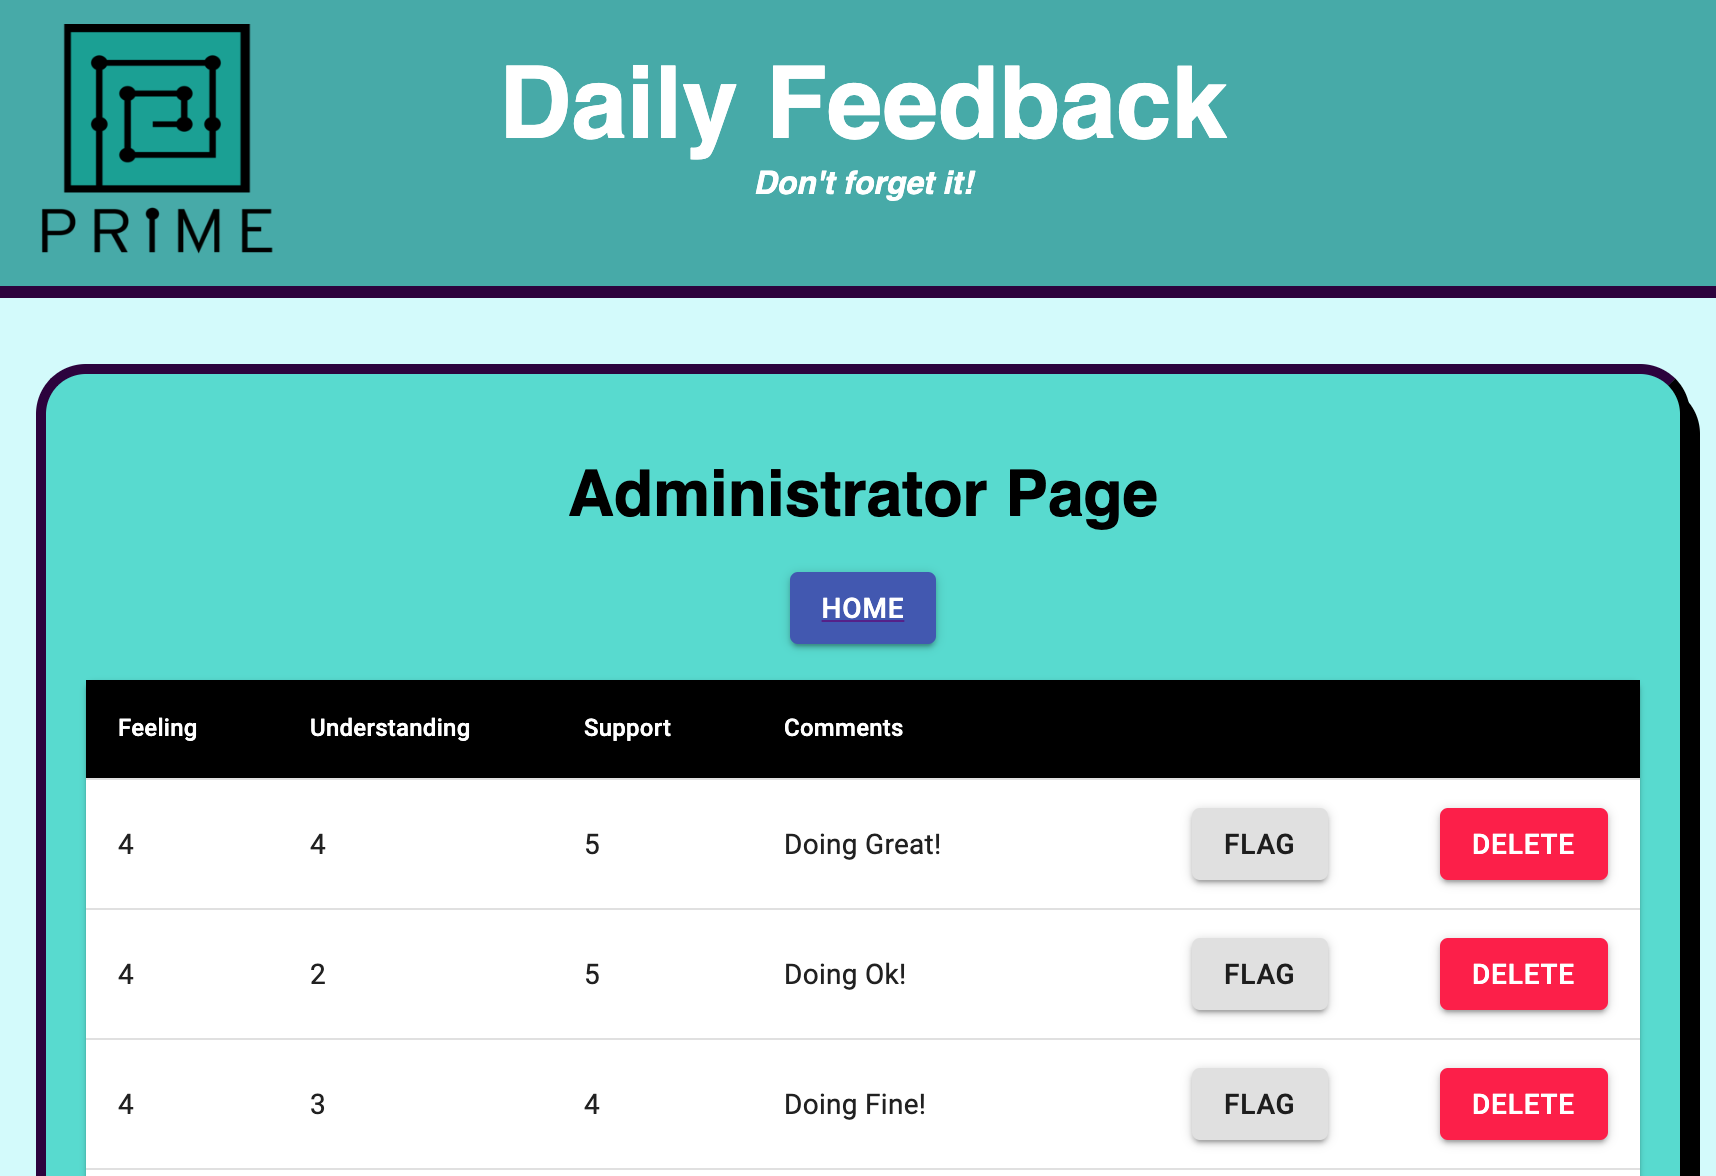 PRIME
Daily Feedback
Don't forget it!
Administrator Page
HOME
Feeling Understanding Support Comments
4 4 5 Doing Great! FLAG DELETE
4 2 5 Doing Ok! FLAG DELETE
4 3 4 Doing Fine! FLAG DELETE